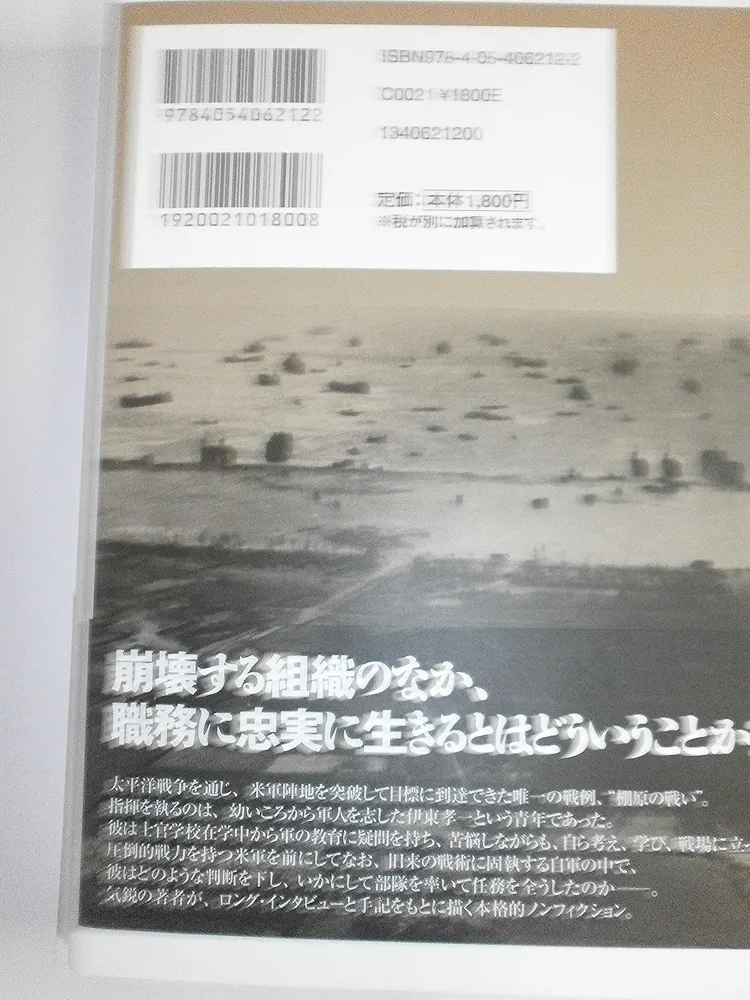 ISBN978-4-05-406212-2
9784054062122
C0021 ¥1800E
1340621200
1920021018008
定価：本体1,800円
※税が別に加算されます。
崩壊する組織のなか、
職務に忠実に生きるとはどういうことか
太平洋戦争を通じ、米軍陣地を突破して目標に到達できた唯一の戦例、“棚原の戦い”。
指揮を執るのは、幼いころから軍人を志した伊東孝一という青年であった。
彼は士官学校在学中から軍の教育に疑問を持ち、苦悩しながらも、自ら考え、学び、戦場に立っ
圧倒的戦力を持つ米軍を前にしてなお、旧来の戦術に固執する自軍の中で、
彼はどのような判断を下し、いかにして部隊を率いて任務を全うしたのか――。
気鋭の著者が、ロング・インタビューと手記をもとに描く本格的ノンフィクション。